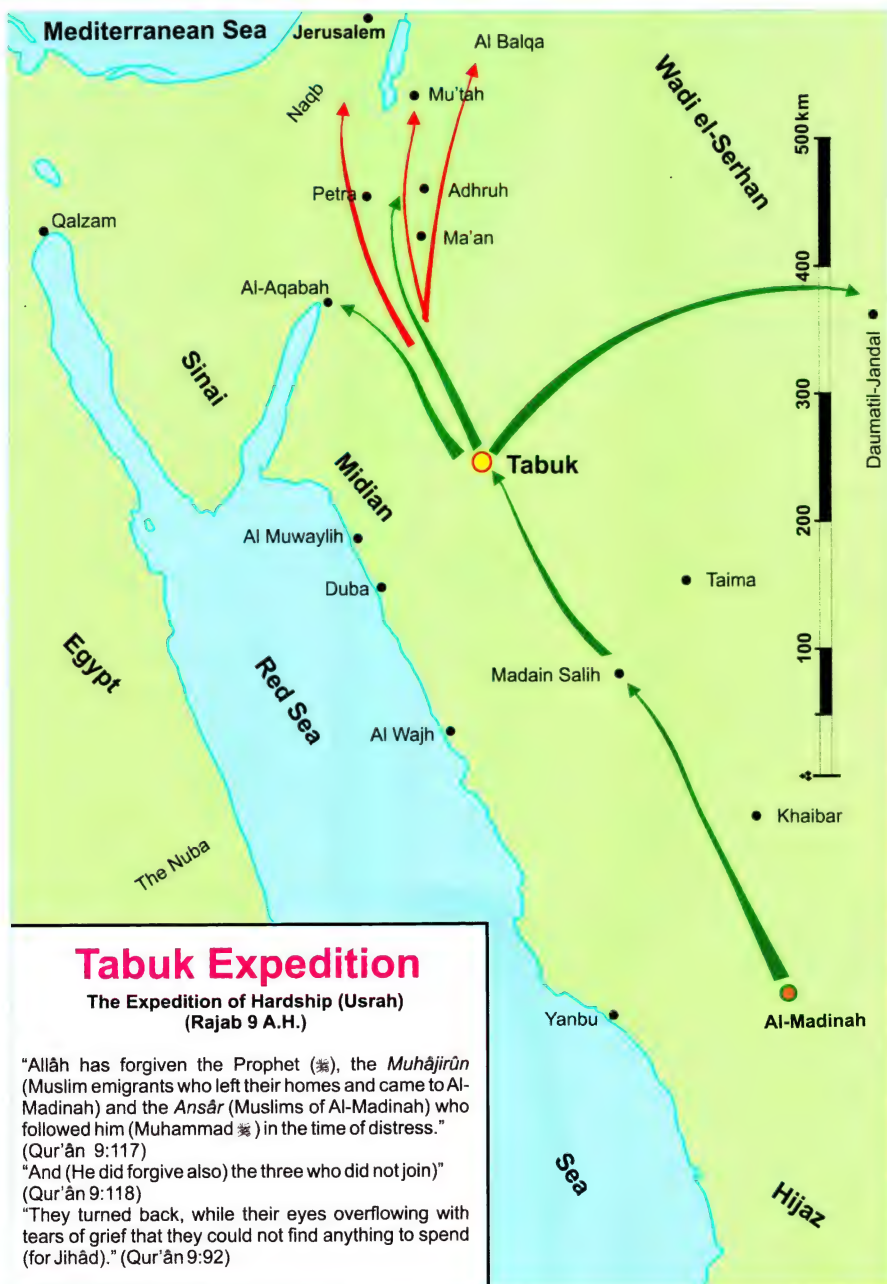 Mediterranean Sea
Jerusalem
Al Balqa
Naqb
Mu'tah
Wadi el-Serhan
500 km
Petra
Adhruh
Qalzam
Ma'an
400
Al-Aqabah
Daumatil-Jandal
Sinai
300
Tabuk
Midian
200
Al Muwaylih
Taima
Duba
Egypt
Red Sea
100
Madain Salih
Al Wajh
Khaibar
The Nuba
Al-Madinah
Yanbu
Sea
Hijaz
Tabuk Expedition
The Expedition of Hardship (Usrah)
(Rajab 9 A.H.)
“Allâh has forgiven the Prophet (ﷺ), the Muhâjirûn
(Muslim emigrants who left their homes and came to Al-
Madinah) and the Ansâr (Muslims of Al-Madinah) who
followed him (Muhammad ﷺ) in the time of distress.”
(Qur'ân 9:117)
“And (He did forgive also) the three who did not join)”
(Qur'ân 9:118)
“They turned back, while their eyes overflowing with
tears of grief that they could not find anything to spend
(for Jihâd).” (Qur'ân 9:92)